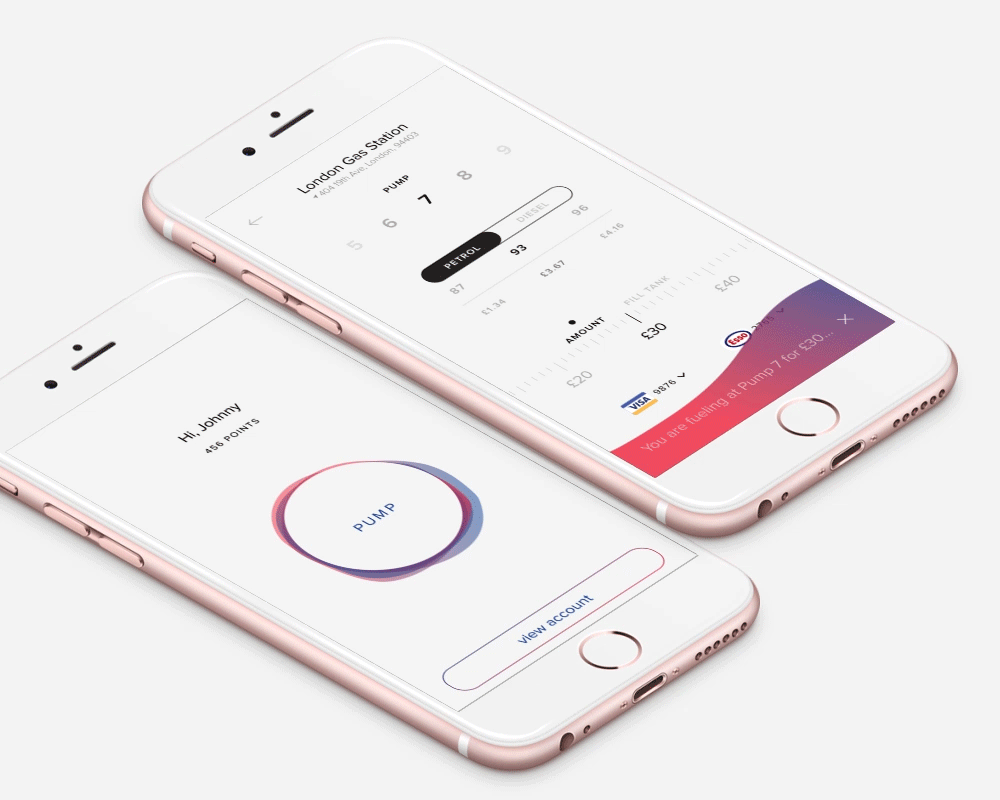 London Gas Station
404 19th Ave, London, 94403
PUMP
5 6 7 8 9
PETROL DIESEL
87 93 96
£1.34 £3.67 £4.16
AMOUNT FILL TANK
£20 £30 £40
VISA 9876
Esso
You are fueling at Pump 7 for £30...
Hi, Johnny
456 POINTS
PUMP
view account